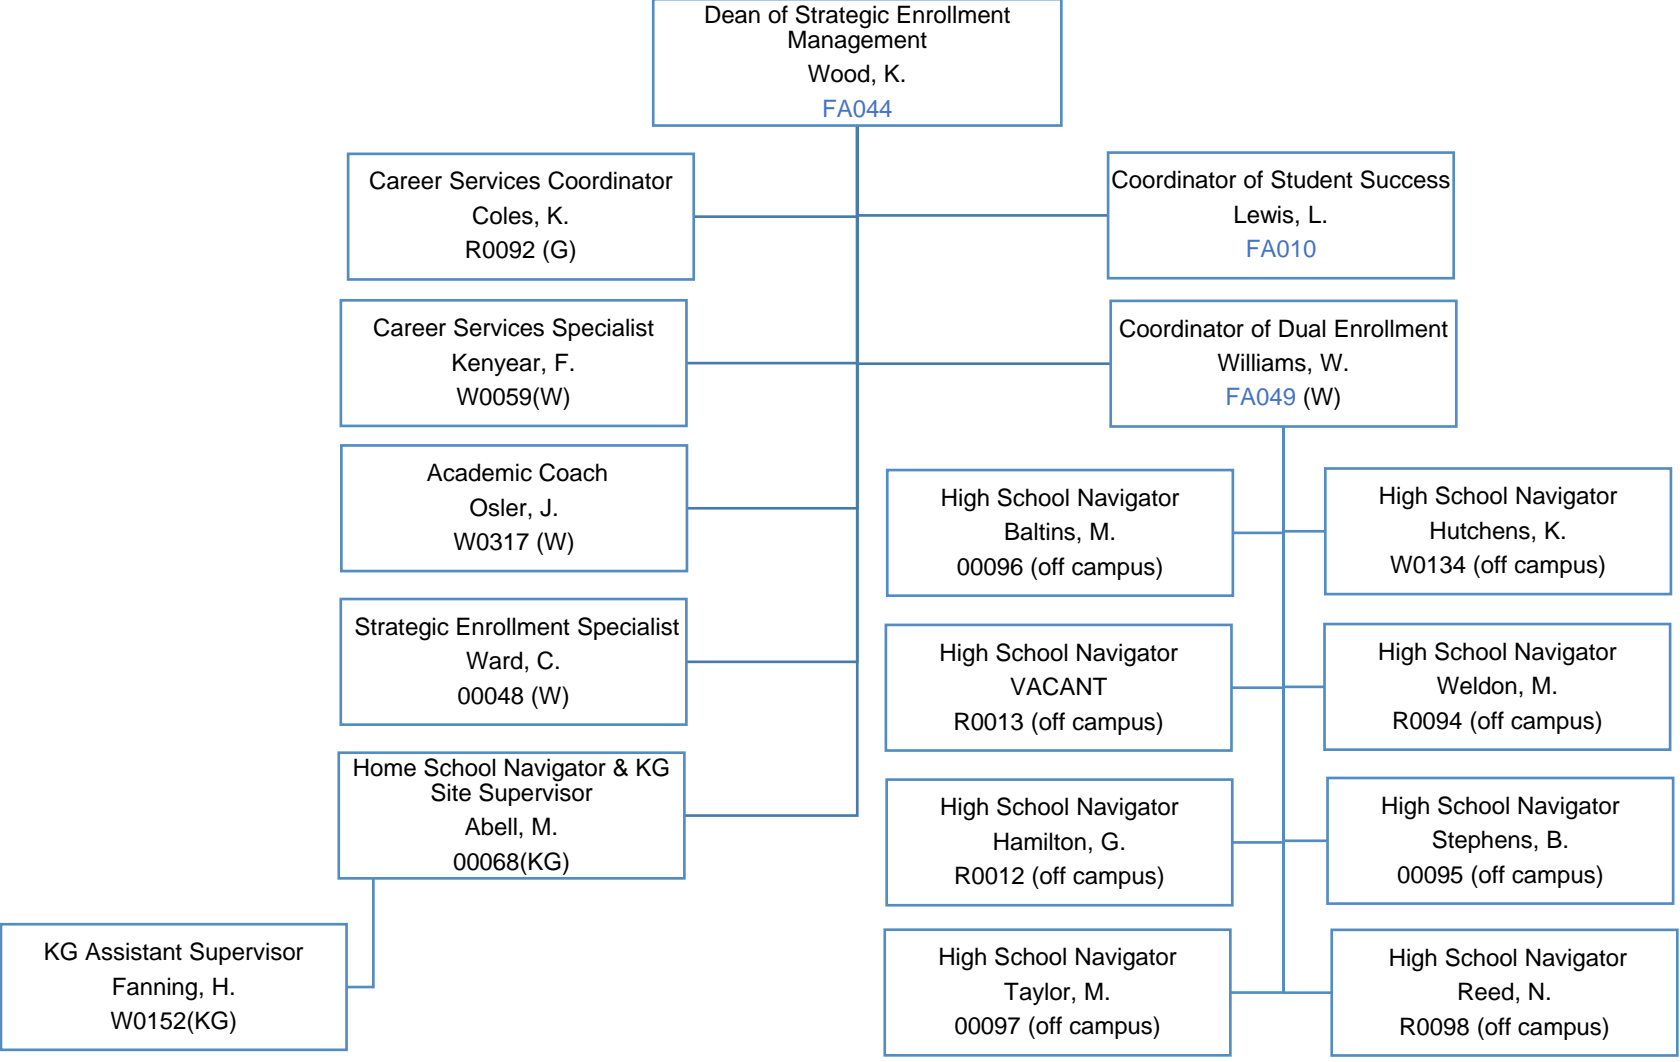 Dean of Strategic Enrollment
Management
Wood, K.
FA044
Career Services Coordinator
Coles, K.
R0092 (G)
Coordinator of Student Success
Lewis, L.
FA010
Career Services Specialist
Kenyear, F.
W0059(W)
Coordinator of Dual Enrollment
Williams, W.
FA049 (W)
Academic Coach
Osler, J.
W0317 (W)
High School Navigator
Baltins, M.
00096 (off campus)
High School Navigator
Hutchens, K.
W0134 (off campus)
Strategic Enrollment Specialist
Ward, C.
00048 (W)
High School Navigator
VACANT
R0013 (off campus)
High School Navigator
Weldon, M.
R0094 (off campus)
Home School Navigator & KG
Site Supervisor
Abell, M.
00068(KG)
High School Navigator
Hamilton, G.
R0012 (off campus)
High School Navigator
Stephens, B.
00095 (off campus)
KG Assistant Supervisor
Fanning, H.
W0152(KG)
High School Navigator
Taylor, M.
00097 (off campus)
High School Navigator
Reed, N.
R0098 (off campus)